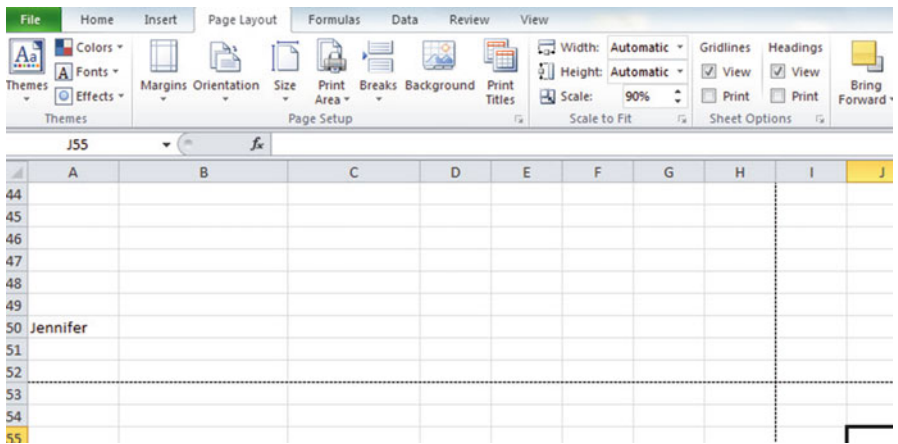 File Home Insert Page Layout Formulas Data Review View
Colors Width: Automatic Gridlines Headings
Aa A Fonts Height: Automatic View View
Themes Effects Margins Orientation Size Print Area Breaks Background Print Titles Scale: 90% Print Print Bring Forward
Themes Page Setup Scale to Fit Sheet Options
J55 fx
A B C D E F G H I J
44
45
46
47
48
49
50 Jennifer
51
52
53
54
55